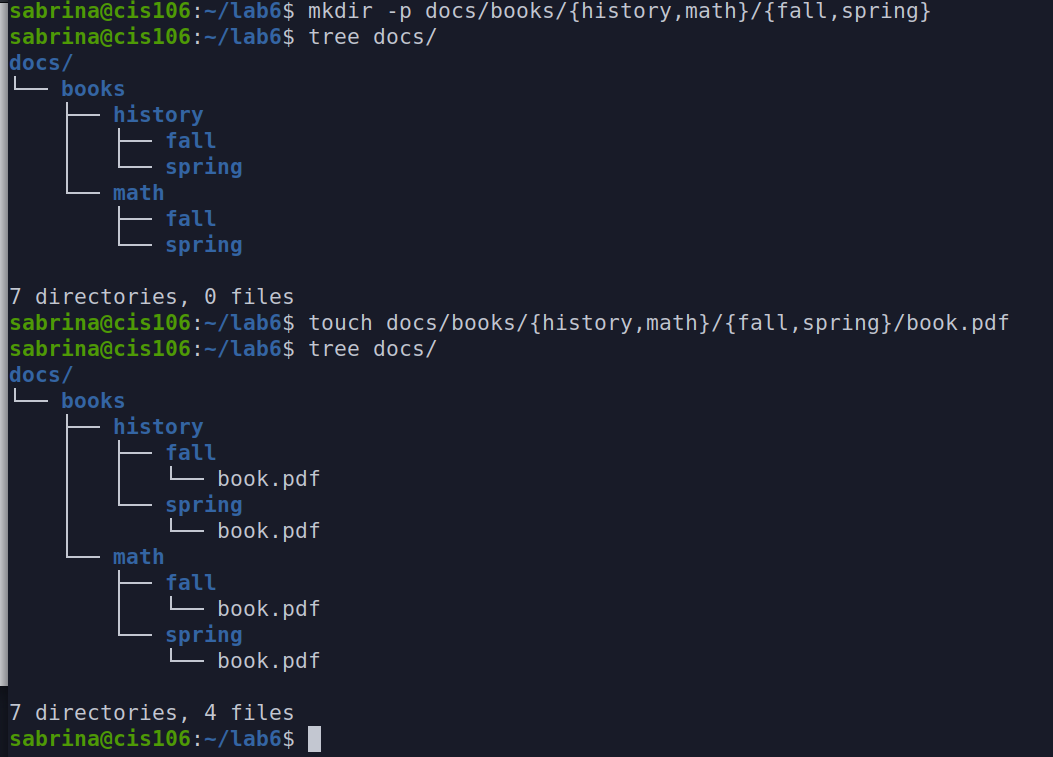 sabrina@cis106:~/lab6$ mkdir -p docs/books/{history,math}/{fall,spring}
sabrina@cis106:~/lab6$ tree docs/
docs/
└── books
    ├── history
    │   ├── fall
    │   └── spring
    └── math
        ├── fall
        └── spring

7 directories, 0 files
sabrina@cis106:~/lab6$ touch docs/books/{history,math}/{fall,spring}/book.pdf
sabrina@cis106:~/lab6$ tree docs/
docs/
└── books
    ├── history
    │   ├── fall
    │   │   └── book.pdf
    │   └── spring
    │       └── book.pdf
    └── math
        ├── fall
        │   └── book.pdf
        └── spring
            └── book.pdf

7 directories, 4 files
sabrina@cis106:~/lab6$